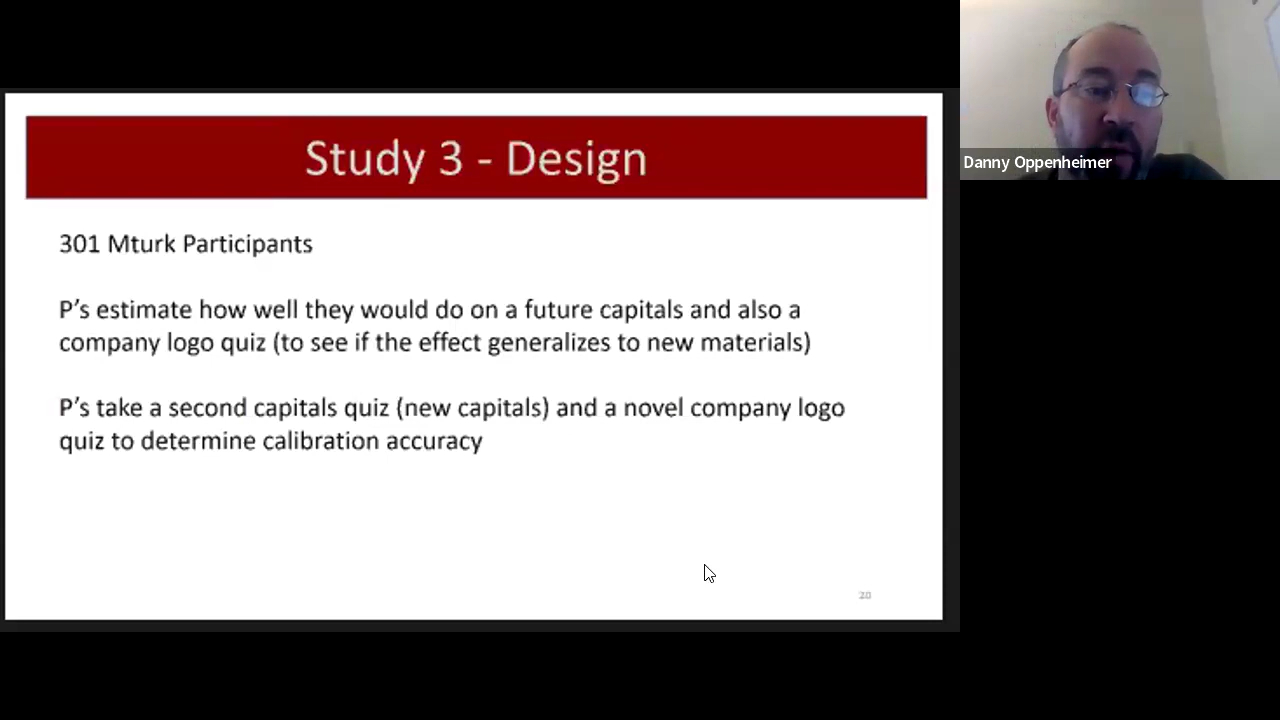 Study 3 - Design
301 Mturk Participants
P's estimate how well they would do on a future capitals and also a
company logo quiz (to see if the effect generalizes to new materials)
P's take a second capitals quiz (new capitals) and a novel company logo
quiz to determine calibration accuracy
20
Danny Oppenheimer